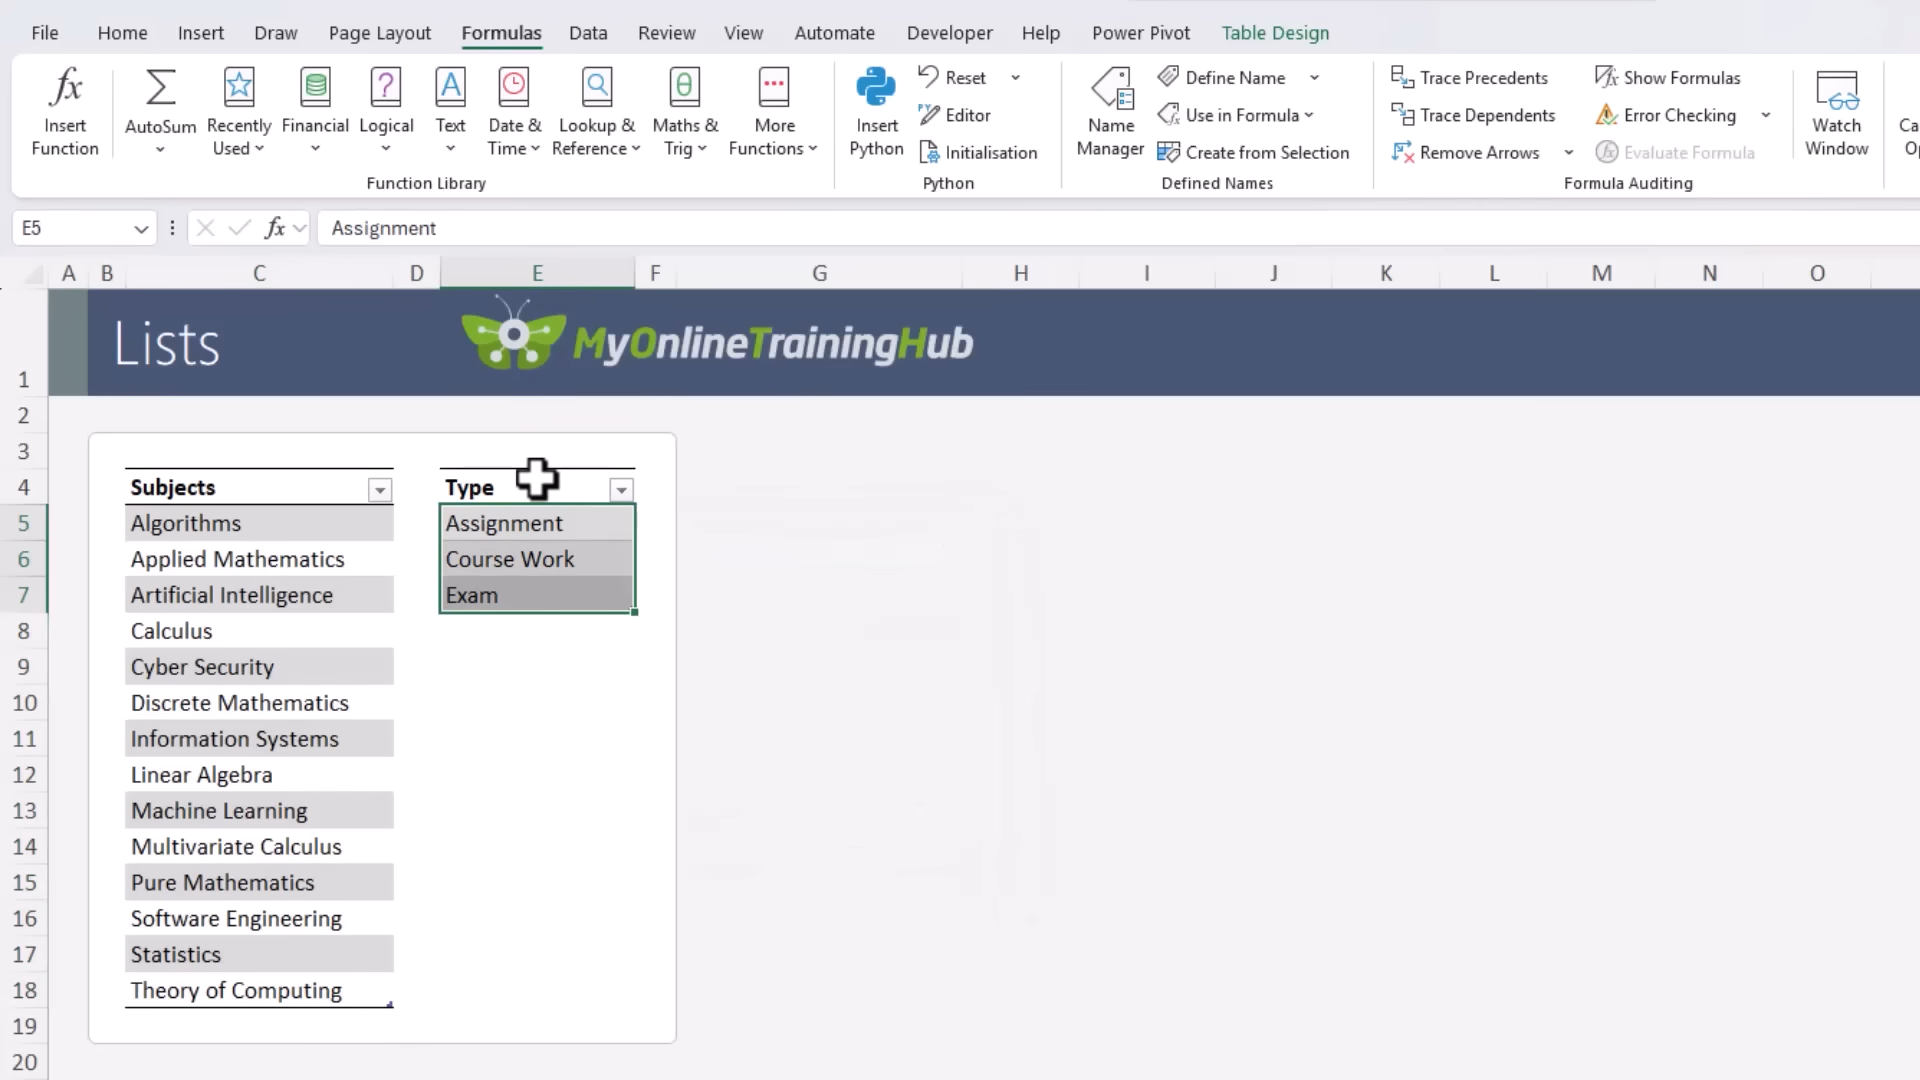 File Home Insert Draw Page Layout Formulas Data Review View Automate Developer Help Power Pivot Table Design
Insert Function
AutoSum
Recently Used
Financial
Logical
Text
Date & Time
Lookup & Reference
Maths & Trig
More Functions
Function Library
Insert Python
Reset
Editor
Initialisation
Python
Name Manager
Define Name
Use in Formula
Create from Selection
Defined Names
Trace Precedents
Trace Dependents
Remove Arrows
Show Formulas
Error Checking
Evaluate Formula
Formula Auditing
Watch Window
E5 fx Assignment
A B C D E F G H I J K L M N O
1 Lists MyOnlineTrainingHub
2
3
4 Subjects Type
5 Algorithms Assignment
6 Applied Mathematics Course Work
7 Artificial Intelligence Exam
8 Calculus
9 Cyber Security
10 Discrete Mathematics
11 Information Systems
12 Linear Algebra
13 Machine Learning
14 Multivariate Calculus
15 Pure Mathematics
16 Software Engineering
17 Statistics
18 Theory of Computing
19
20